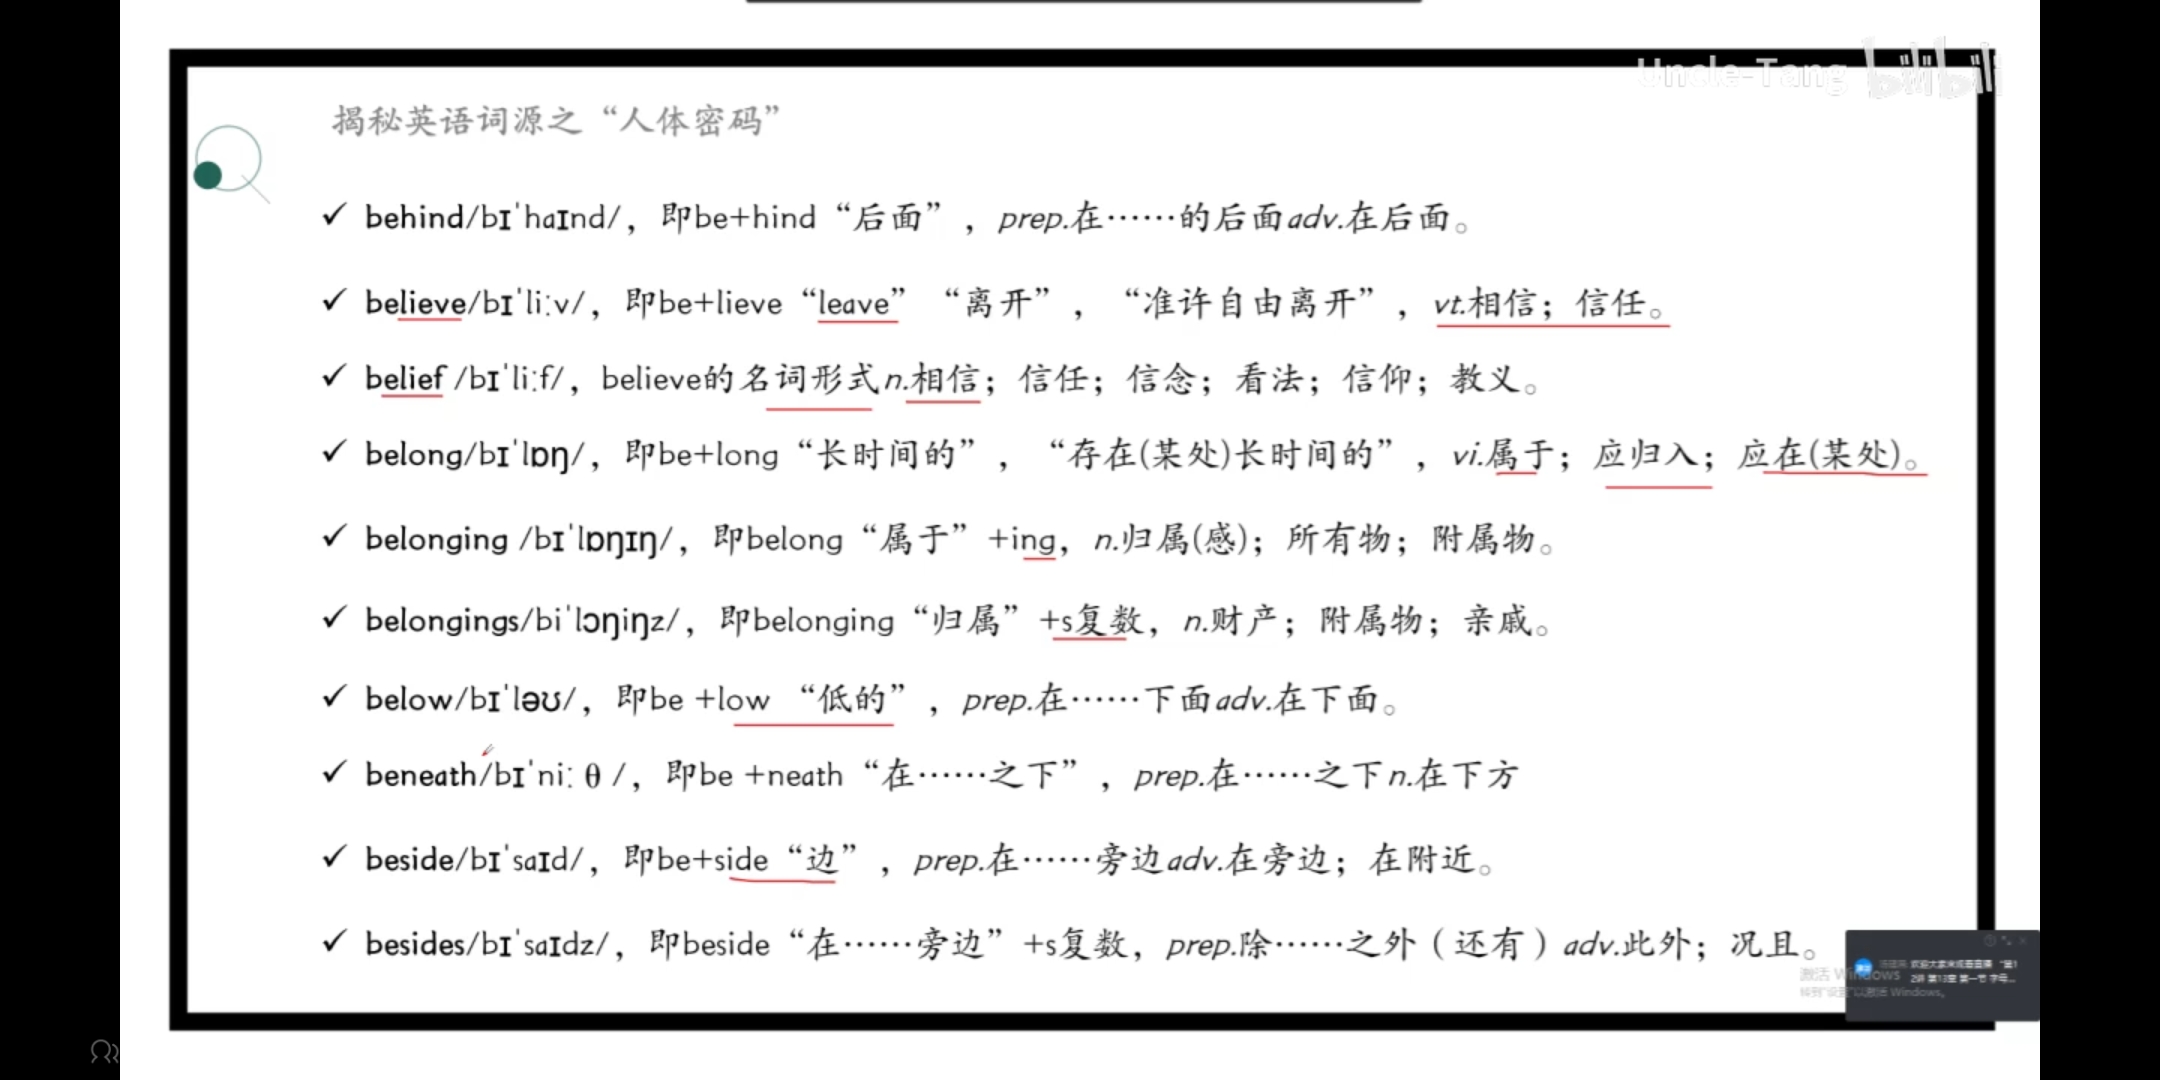 Uncle-Tang bilibili
揭秘英语词源之“人体密码”
✓ behind/bɪˈhaɪnd/，即be+hind“后面”，prep.在……的后面adv.在后面。
✓ believe/bɪˈliːv/，即be+lieve“leave”“离开”，“准许自由离开”，vt.相信；信任。
✓ belief /bɪˈliːf/，believe的名词形式n.相信；信任；信念；看法；信仰；教义。
✓ belong/bɪˈlɒŋ/，即be+long“长时间的”，“存在(某处)长时间的”，vi.属于；应归入；应在(某处)。
✓ belonging /bɪˈlɒŋɪŋ/，即belong“属于”+ing，n.归属(感)；所有物；附属物。
✓ belongings/biˈlɔŋiŋz/，即belonging“归属”+s复数，n.财产；附属物；亲戚。
✓ below/bɪˈləʊ/，即be +low “低的”，prep.在……下面adv.在下面。
✓ beneath/bɪˈniː θ /，即be +neath“在……之下”，prep.在……之下n.在下方
✓ beside/bɪˈsaɪd/，即be+side“边”，prep.在……旁边adv.在旁边；在附近。
✓ besides/bɪˈsaɪdz/，即beside“在……旁边”+s复数，prep.除……之外（还有）adv.此外；况且。
激活 Windows
转到“设置”以激活 Windows。